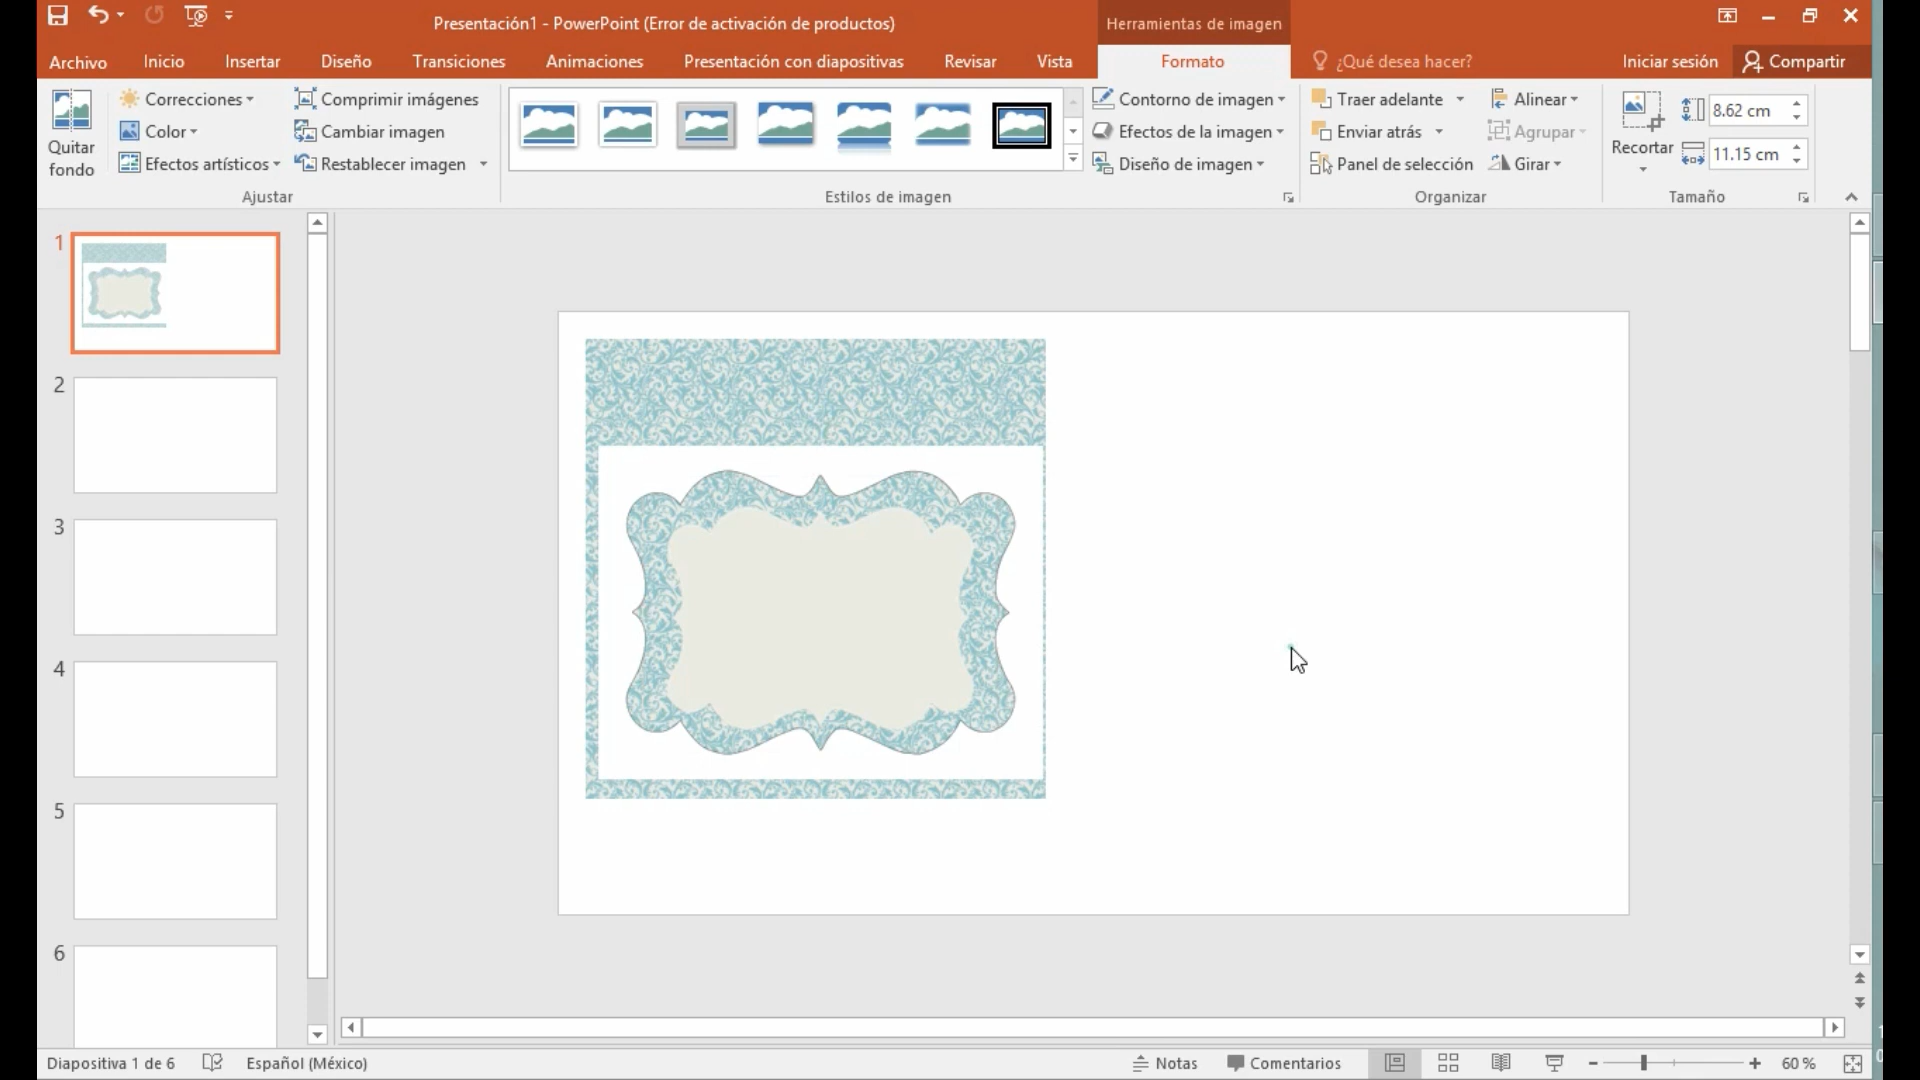 Presentación1 - PowerPoint (Error de activación de productos)
Herramientas de imagen
Archivo Inicio Insertar Diseño Transiciones Animaciones Presentación con diapositivas Revisar Vista Formato ¿Qué desea hacer? Iniciar sesión Compartir
Quitar fondo
Correcciones
Color
Efectos artísticos
Comprimir imágenes
Cambiar imagen
Restablecer imagen
Ajustar
Estilos de imagen
Contorno de imagen
Efectos de la imagen
Diseño de imagen
Traer adelante
Enviar atrás
Panel de selección
Alinear
Agrupar
Girar
Organizar
Recortar
8.62 cm
11.15 cm
Tamaño
1
2
3
4
5
6
Diapositiva 1 de 6 Español (México) Notas Comentarios 60 %